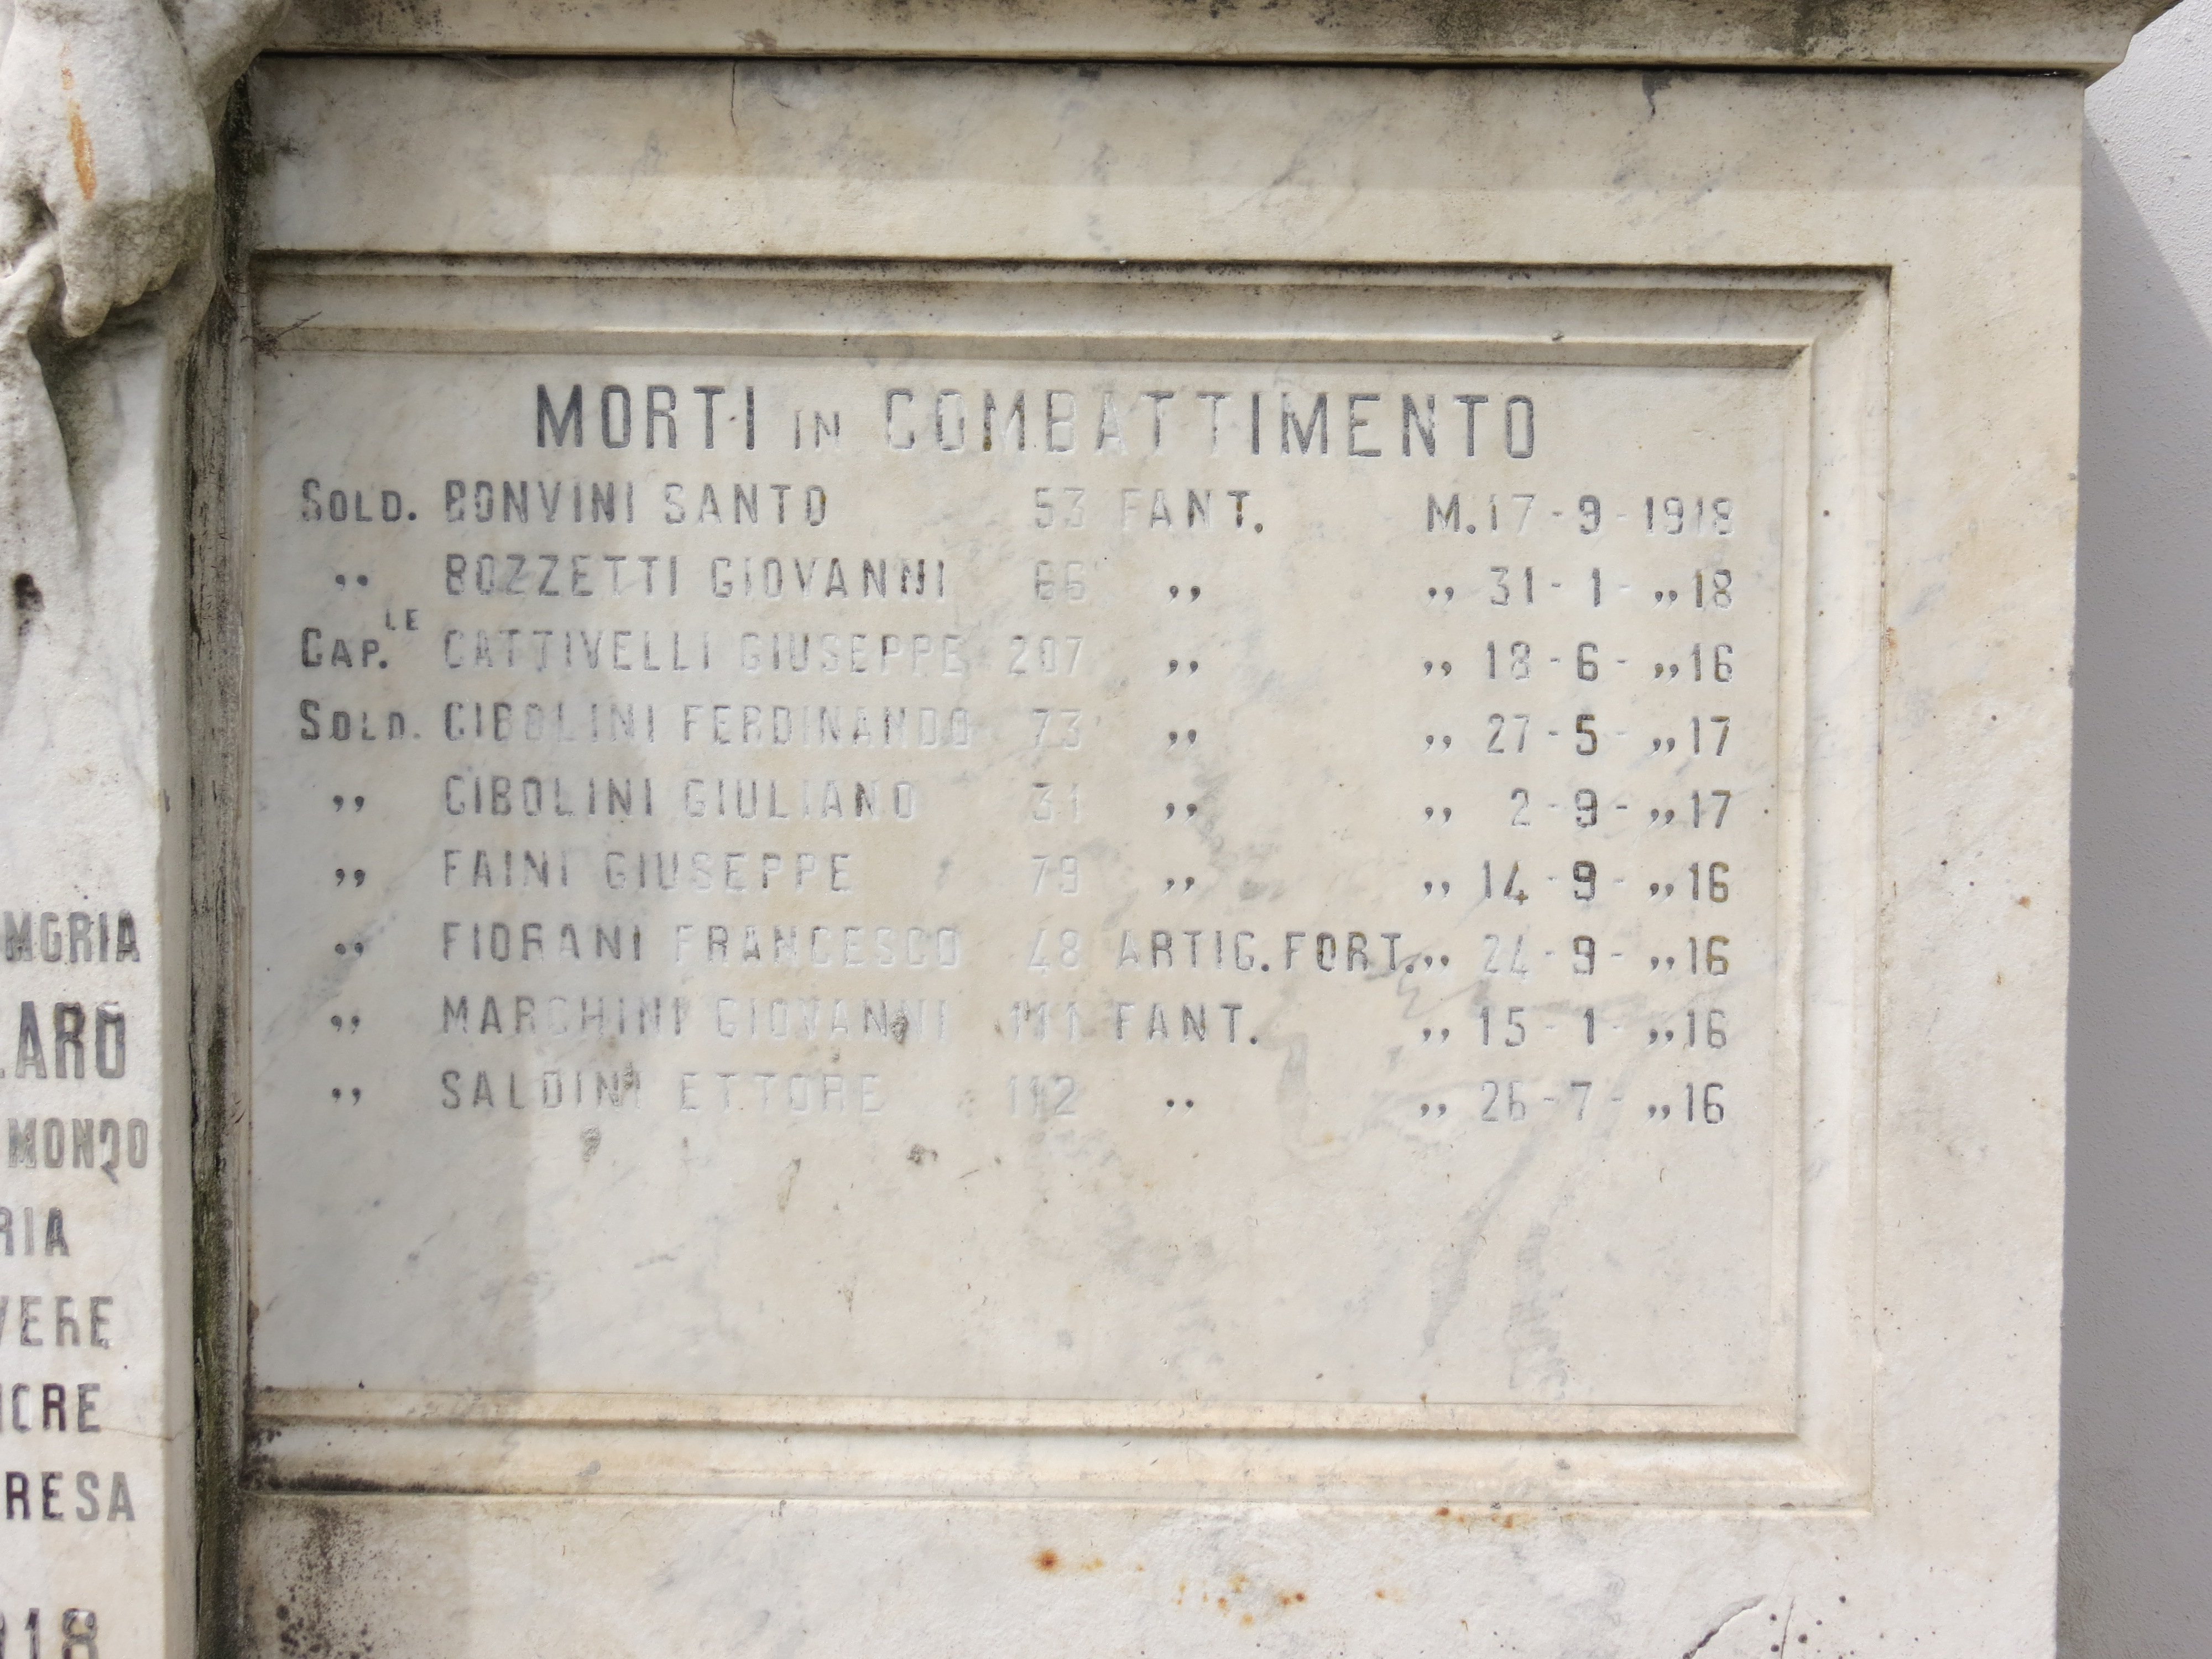 MORTI IN COMBATTIMENTO
SOLD. BONVINI SANTO 53 FANT. M. 17-9-1918
„ BOZZETTI GIOVANNI 66 „ „ 31-1-„18
CAP.LE CATTIVELLI GIUSEPPE 207 „ „ 18-6-„16
SOLD. CIBOLINI FERDINANDO 73 „ „ 27-5-„17
„ CIBOLINI GIULIANO 31 „ „ 2-9-„17
„ FAINI GIUSEPPE 79 „ „ 14-9-„16
„ FIORANI FRANCESCO 48 ARTIG. FORT. „ 24-9-„16
„ MARCHINI GIOVANNI 111 FANT. „ 15-1-„16
„ SALDINI ETTORE 112 „ „ 26-7-„16
MORIA
LARO
MONDO
RIA
VERE
ORE
RESA
918